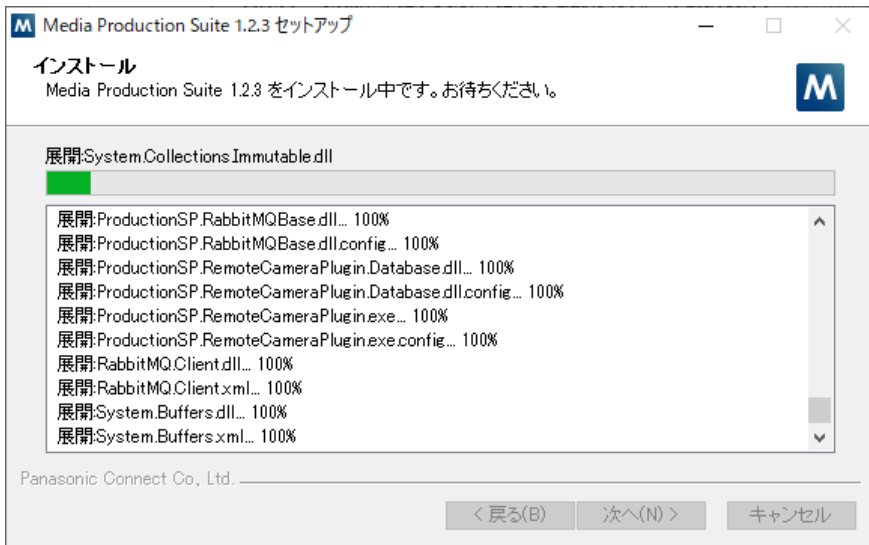 Media Production Suite 1.2.3 セットアップ
インストール
Media Production Suite 1.2.3 をインストール中です。お待ちください。
M
展開:System.Collections.Immutable.dll
展開:ProductionSP.RabbitMQBase.dll... 100%
展開:ProductionSP.RabbitMQBase.dll.config... 100%
展開:ProductionSP.RemoteCameraPlugin.Database.dll... 100%
展開:ProductionSP.RemoteCameraPlugin.Database.dll.config... 100%
展開:ProductionSP.RemoteCameraPlugin.exe... 100%
展開:ProductionSP.RemoteCameraPlugin.exe.config... 100%
展開:RabbitMQ.Client.dll... 100%
展開:RabbitMQ.Client.xml... 100%
展開:System.Buffers.dll... 100%
展開:System.Buffers.xml... 100%
Panasonic Connect Co., Ltd.
< 戻る(B) 次へ(N) > キャンセル